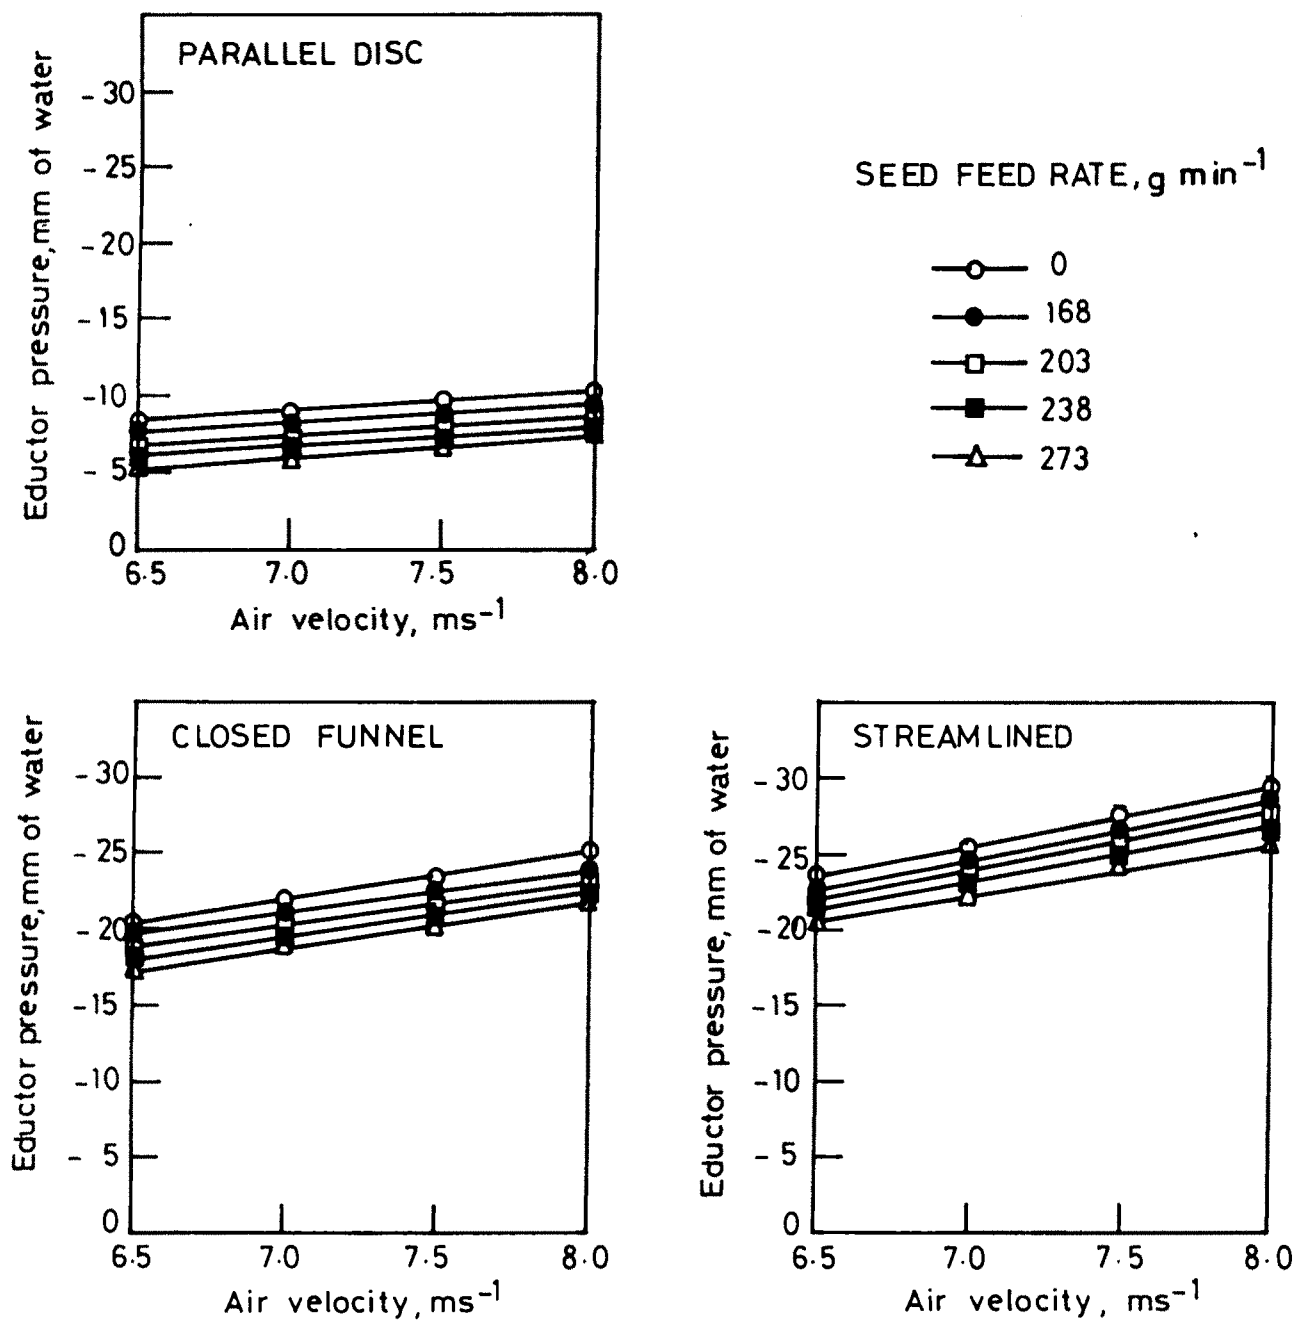 PARALLEL DISC
Eductor pressure, mm of water
-30
-25
-20
-15
-10
- 5
0
6.5 7.0 7.5 8.0
Air velocity, ms⁻¹
SEED FEED RATE, g min⁻¹
0
168
203
238
273
CLOSED FUNNEL
Eductor pressure, mm of water
-30
-25
-20
-15
-10
- 5
0
6.5 7.0 7.5 8.0
Air velocity, ms⁻¹
STREAMLINED
Eductor pressure, mm of water
-30
-25
-20
-15
-10
- 5
0
6.5 7.0 7.5 8.0
Air velocity, ms⁻¹